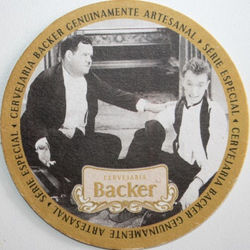 CERVEJARIA BACKER GENUINAMENTE ARTESANAL • SÉRIE ESPECIAL •
CERVEJARIA BACKER GENUINAMENTE ARTESANAL • SÉRIE ESPECIAL •
CERVEJARIA
Backer